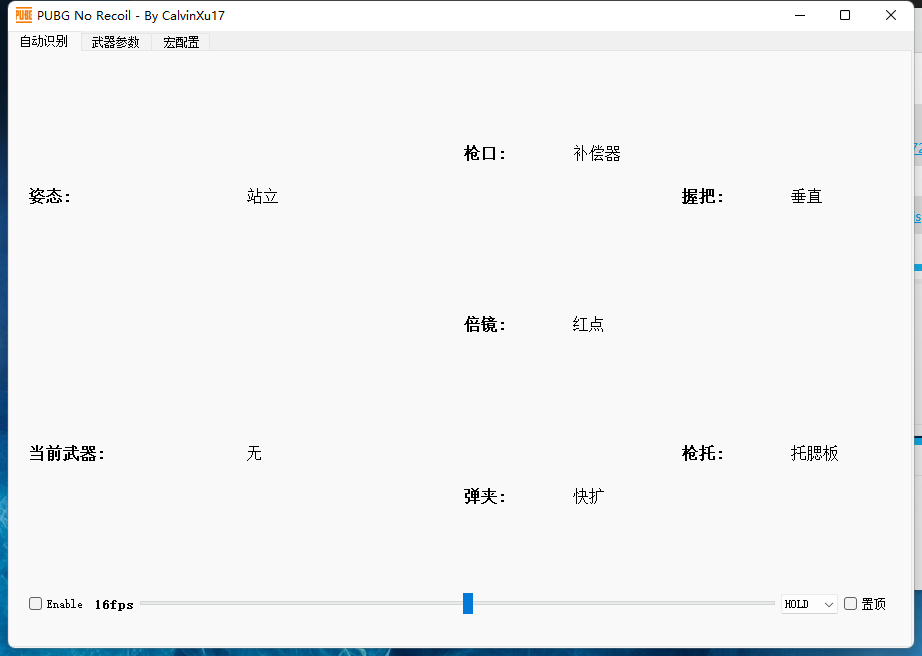 PUBG PUBG No Recoil - By CalvinXu17
自动识别 武器参数 宏配置
枪口： 补偿器
姿态： 站立 握把： 垂直
倍镜： 红点
当前武器： 无 枪托： 托腮板
弹夹： 快扩
Enable 16fps HOLD 置顶